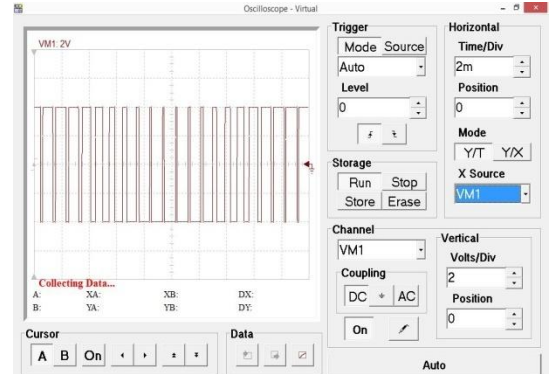 Oscilloscope - Virtual
VM1: 2V
Collecting Data...
A: XA: XB: DX:
B: YA: YB: DY:
Cursor
A B On
Data
Trigger
Mode Source
Auto
Level
0
Storage
Run Stop
Store Erase
Horizontal
Time/Div
2m
Position
0
Mode
Y/T Y/X
X Source
VM1
Channel
VM1
Coupling
DC AC
On
Vertical
Volts/Div
2
Position
0
Auto